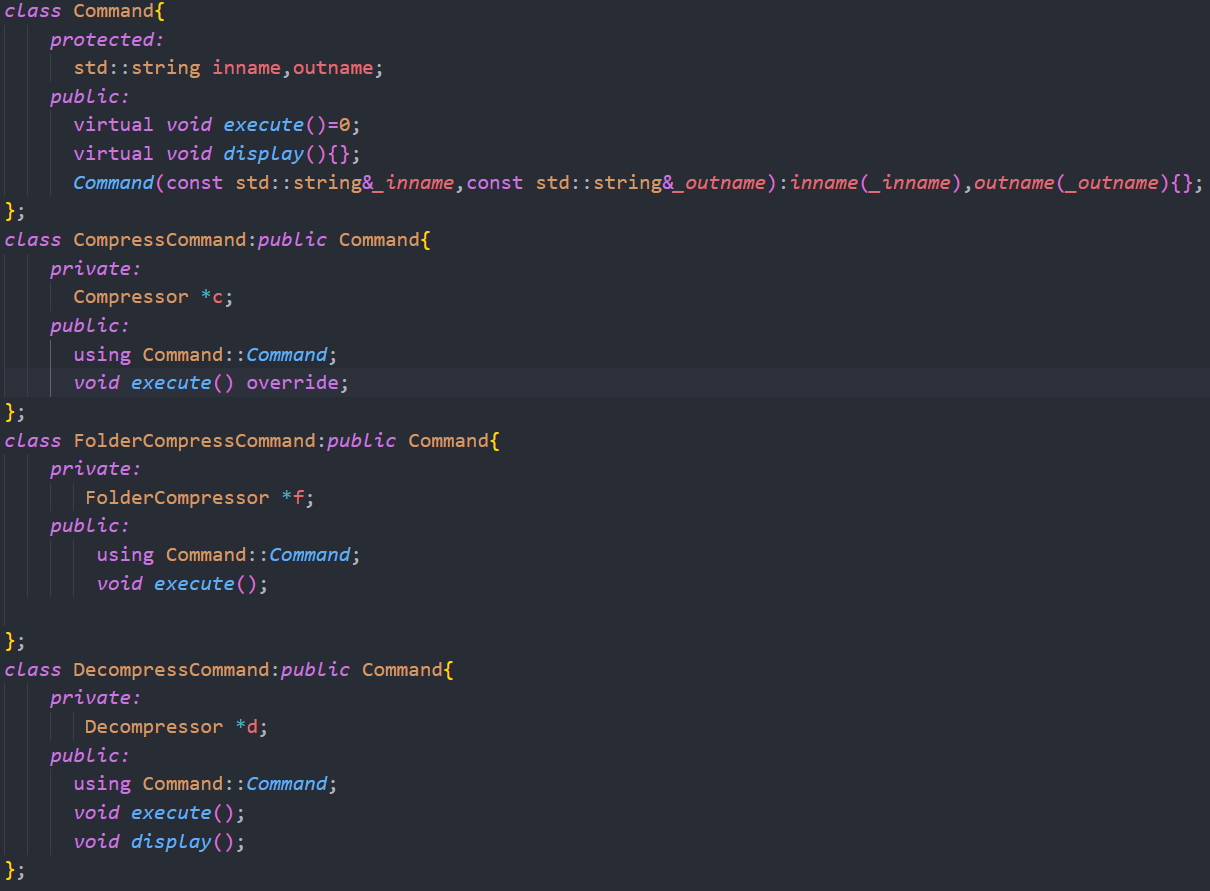 class Command{
    protected:
      std::string inname,outname;
    public:
      virtual void execute()=0;
      virtual void display(){};
      Command(const std::string&_inname,const std::string&_outname):inname(_inname),outname(_outname){};
};
class CompressCommand:public Command{
    private:
      Compressor *c;
    public:
      using Command::Command;
      void execute() override;
};
class FolderCompressCommand:public Command{
    private:
       FolderCompressor *f;
    public:
        using Command::Command;
        void execute();

};
class DecompressCommand:public Command{
    private:
       Decompressor *d;
    public:
      using Command::Command;
      void execute();
      void display();
};